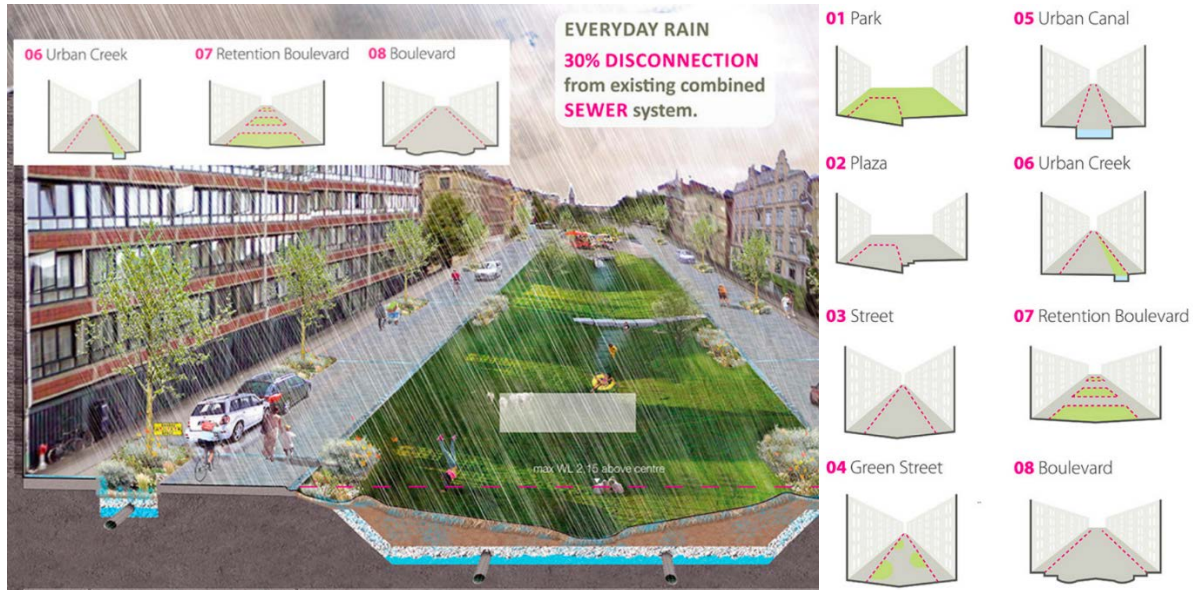 06 Urban Creek
07 Retention Boulevard
08 Boulevard
EVERYDAY RAIN
30% DISCONNECTION
from existing combined
SEWER system.
max WL 2,15 above centre
01 Park
05 Urban Canal
02 Plaza
06 Urban Creek
03 Street
07 Retention Boulevard
04 Green Street
08 Boulevard